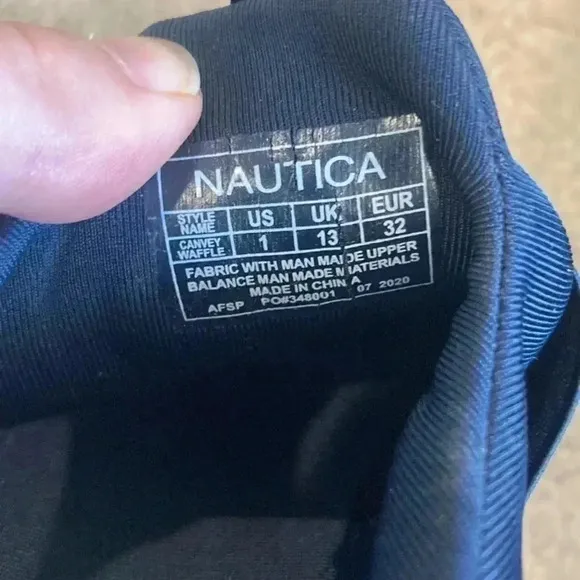 NAUTICA
STYLE NAME US UK EUR
CANVEY WAFFLE 1 13 32
FABRIC WITH MAN MADE UPPER
BALANCE MAN MADE MATERIALS
MADE IN CHINA
AFSP PO#348001 07 2020